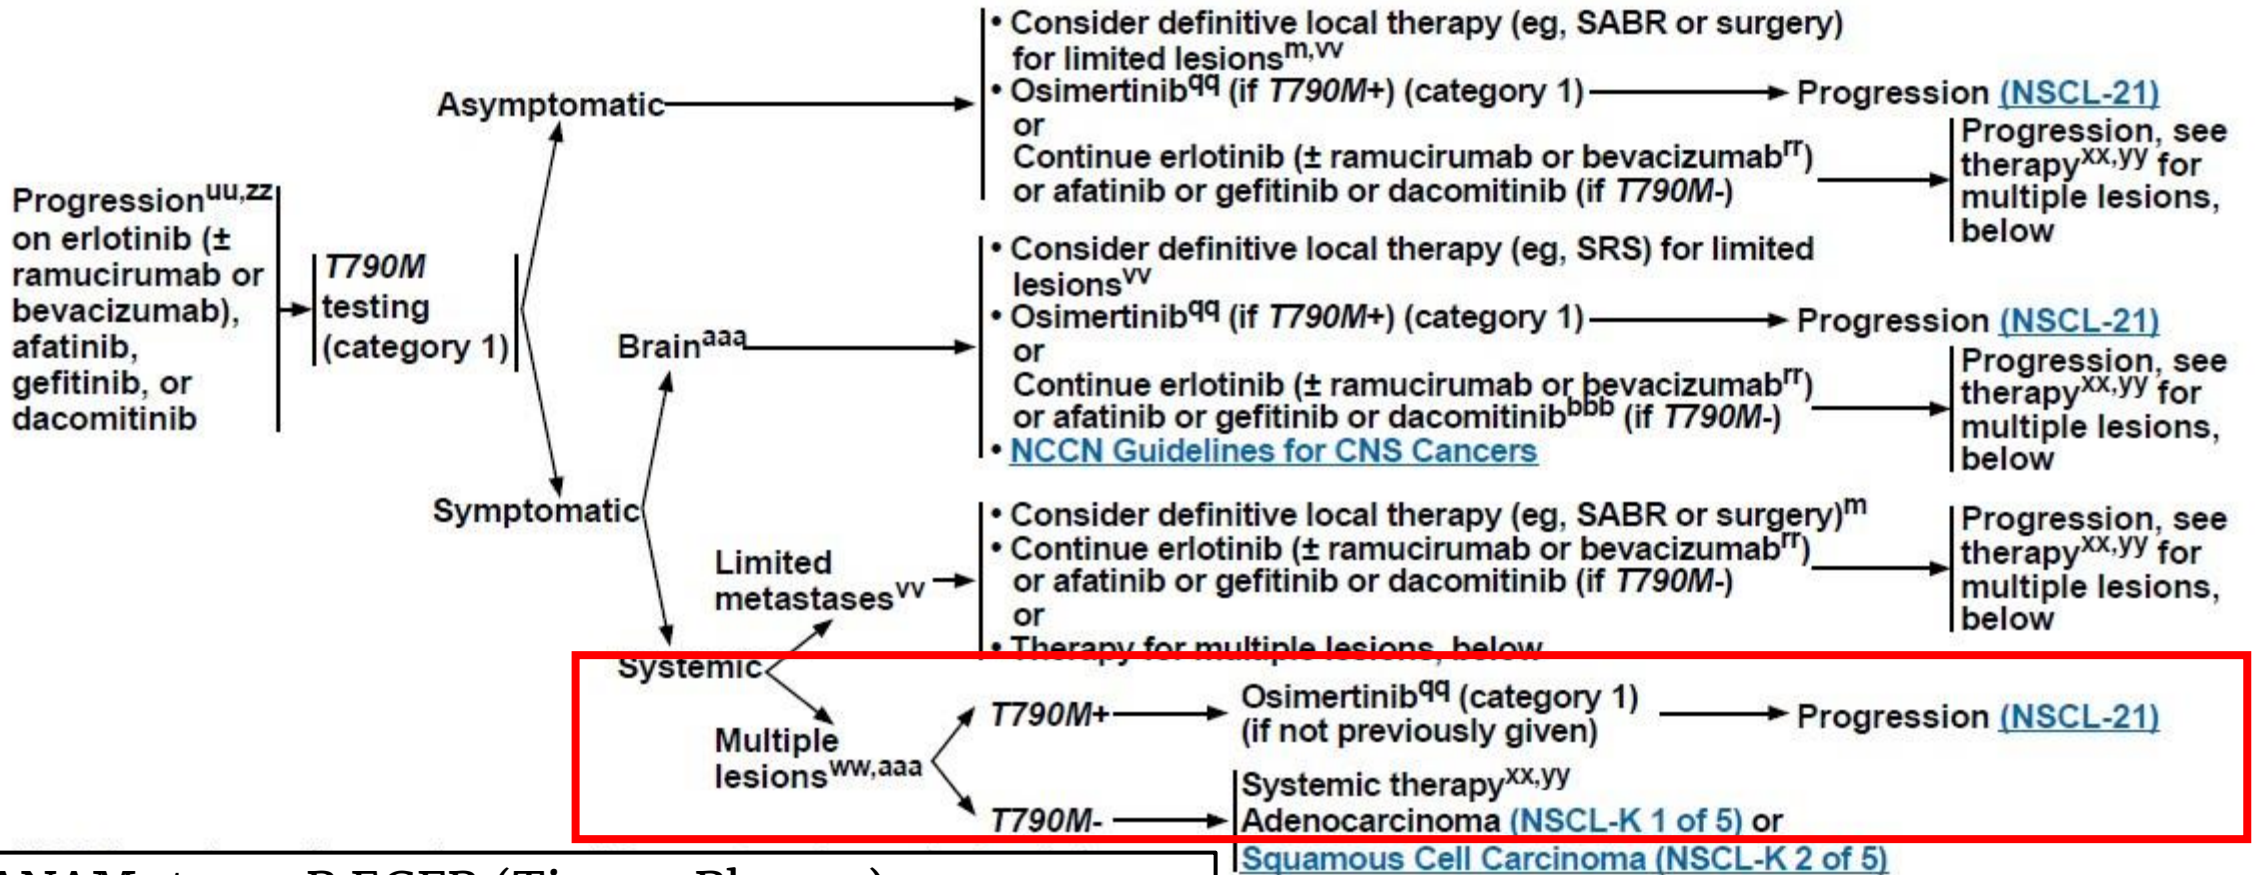 Progressionuu,zz
on erlotinib (±
ramucirumab or
bevacizumab),
afatinib,
gefitinib, or
dacomitinib
T790M
testing
(category 1)
Asymptomatic
• Consider definitive local therapy (eg, SABR or surgery)
for limited lesionsm,vv
• Osimertinibqq (if T790M+) (category 1)
or
Continue erlotinib (± ramucirumab or bevacizumabrr)
or afatinib or gefitinib or dacomitinib (if T790M-)
Progression (NSCL-21)
Progression, see
therapyxx,yy for
multiple lesions,
below
Symptomatic
Brainaaa
• Consider definitive local therapy (eg, SRS) for limited
lesionsvv
• Osimertinibqq (if T790M+) (category 1)
or
Continue erlotinib (± ramucirumab or bevacizumabrr)
or afatinib or gefitinib or dacomitinibbbb (if T790M-)
• NCCN Guidelines for CNS Cancers
Progression (NSCL-21)
Progression, see
therapyxx,yy for
multiple lesions,
below
Systemic
Limited
metastasesvv
• Consider definitive local therapy (eg, SABR or surgery)m
• Continue erlotinib (± ramucirumab or bevacizumabrr)
or afatinib or gefitinib or dacomitinib (if T790M-)
or
• Therapy for multiple lesions, below
Progression, see
therapyxx,yy for
multiple lesions,
below
Multiple
lesionsww,aaa
T790M+
Osimertinibqq (category 1)
(if not previously given)
Progression (NSCL-21)
T790M-
Systemic therapyxx,yy
Adenocarcinoma (NSCL-K 1 of 5) or
Squamous Cell Carcinoma (NSCL-K 2 of 5)